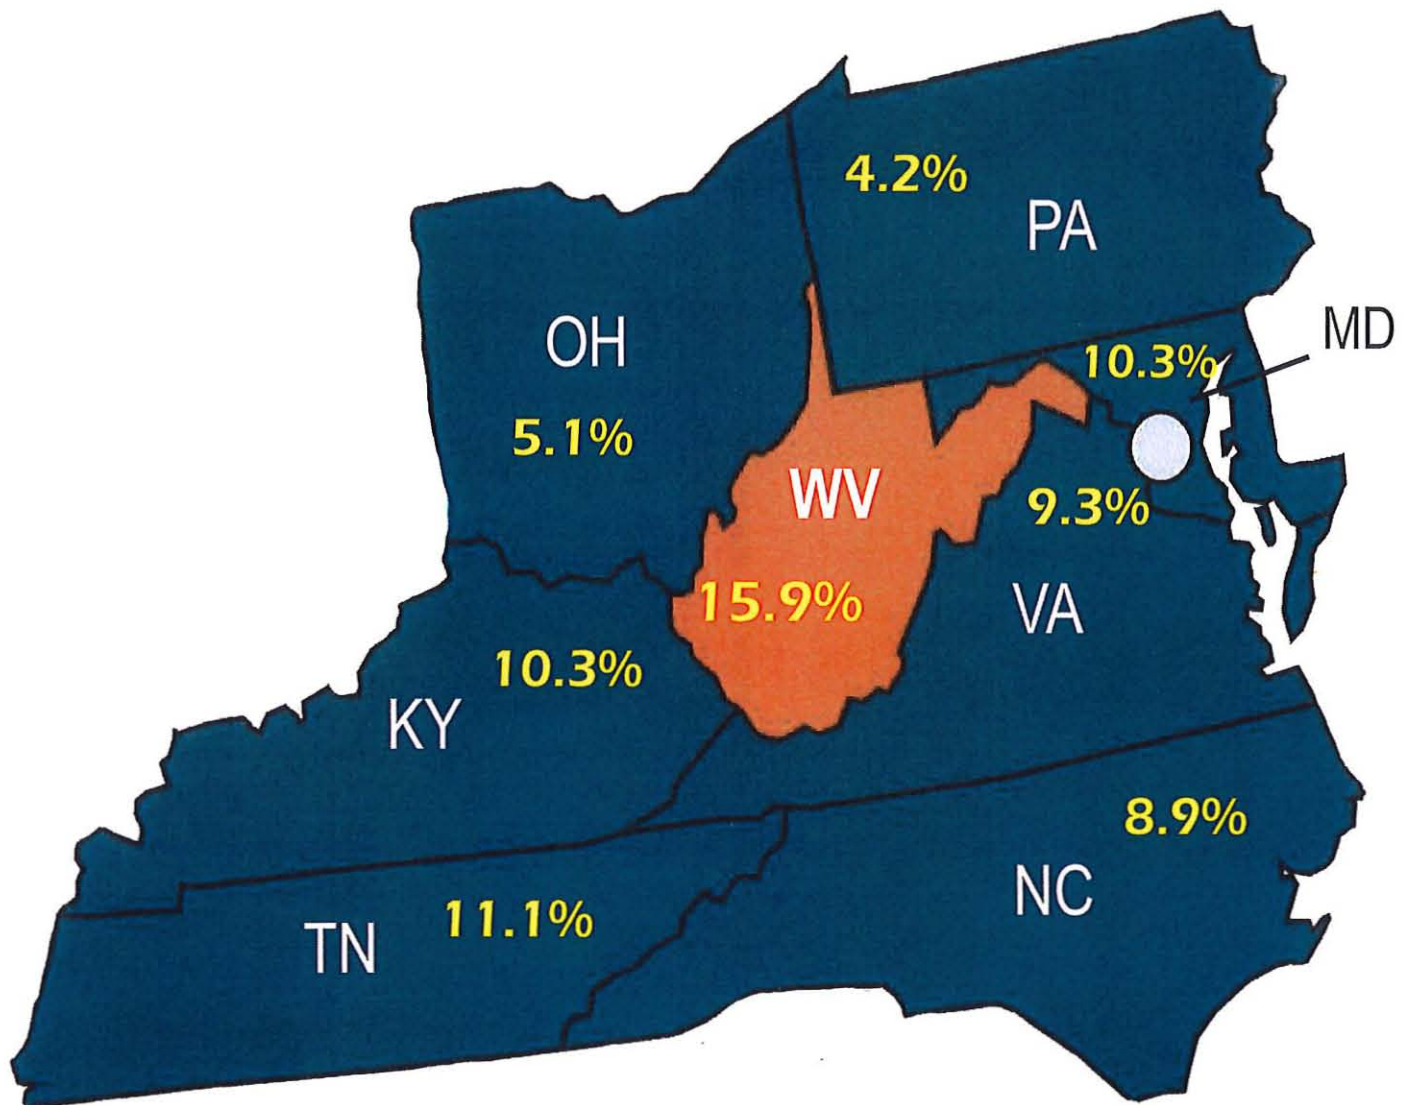 4.2%
PA
MD
OH
10.3%
5.1%
WV
9.3%
15.9%
VA
10.3%
KY
8.9%
NC
11.1%
TN